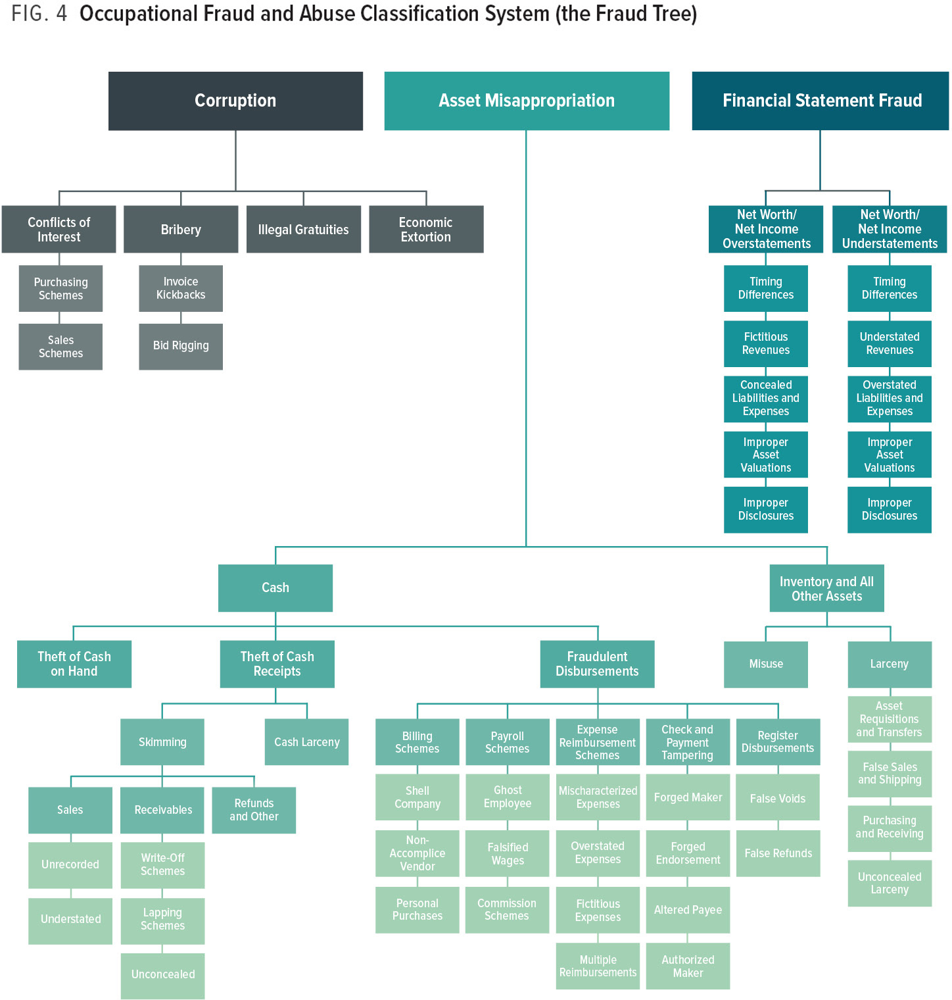 FIG. 4 Occupational Fraud and Abuse Classification System (the Fraud Tree)
Corruption
Asset Misappropriation
Financial Statement Fraud
Conflicts of
Interest
Bribery
Illegal Gratuities
Economic
Extortion
Purchasing
Schemes
Sales
Schemes
Invoice
Kickbacks
Bid Rigging
Net Worth/
Net Income
Overstatements
Timing
Differences
Fictitious
Revenues
Concealed
Liabilities and
Expenses
Improper
Asset
Valuations
Improper
Disclosures
Net Worth/
Net Income
Understatements
Timing
Differences
Understated
Revenues
Overstated
Liabilities and
Expenses
Improper
Asset
Valuations
Improper
Disclosures
Cash
Inventory and All
Other Assets
Theft of Cash
on Hand
Theft of Cash
Receipts
Fraudulent
Disbursements
Misuse
Larceny
Asset
Requisitions
and Transfers
False Sales
and Shipping
Purchasing
and Receiving
Unconcealed
Larceny
Skimming
Cash Larceny
Sales
Unrecorded
Understated
Receivables
Write-Off
Schemes
Lapping
Schemes
Unconcealed
Refunds
and Other
Billing
Schemes
Shell
Company
Non-
Accomplice
Vendor
Personal
Purchases
Payroll
Schemes
Ghost
Employee
Falsified
Wages
Commission
Schemes
Expense
Reimbursement
Schemes
Mischaracterized
Expenses
Overstated
Expenses
Fictitious
Expenses
Multiple
Reimbursements
Check and
Payment
Tampering
Forged Maker
Forged
Endorsement
Altered Payee
Authorized
Maker
Register
Disbursements
False Voids
False Refunds